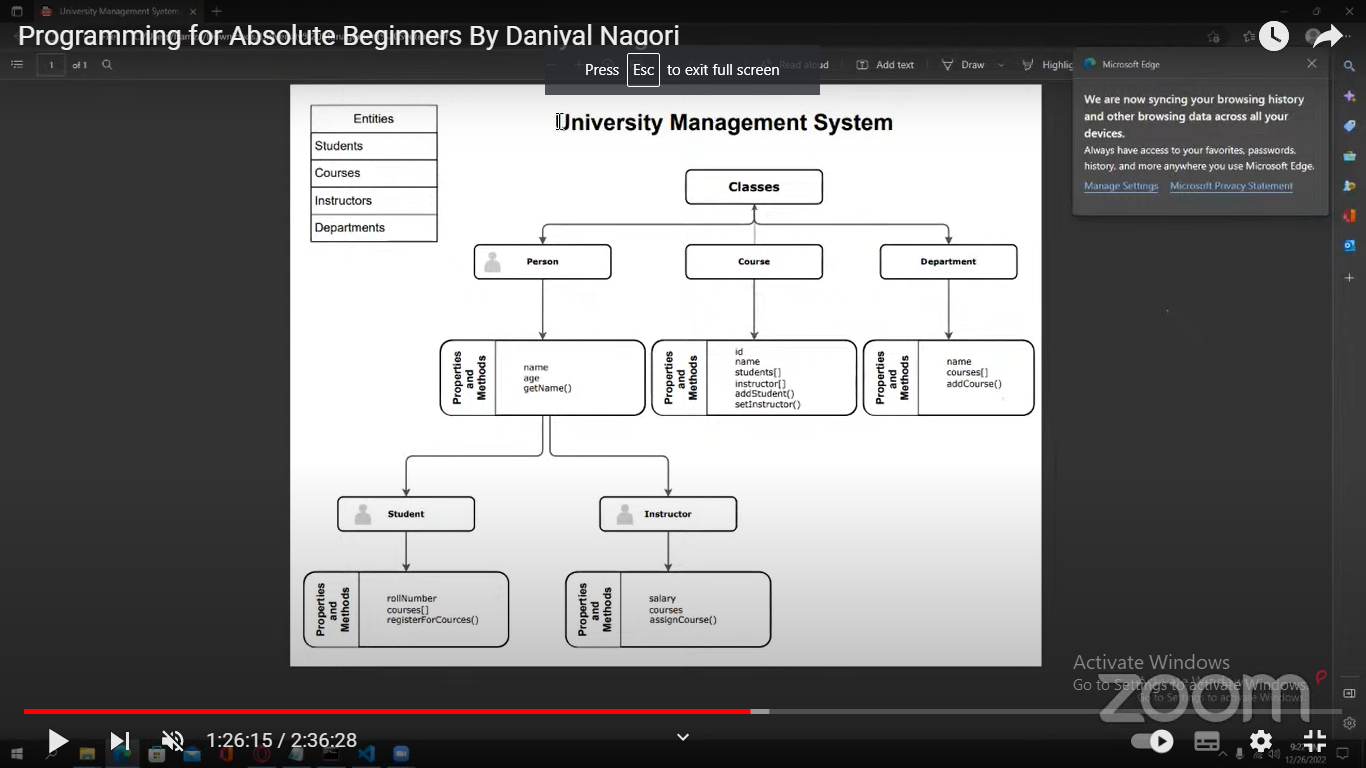 University Management System
Programming for Absolute Beginners By Daniyal Nagori
1
of 1
Read aloud
Add text
Draw
Press Esc to exit full screen
Microsoft Edge
We are now syncing your browsing history
and other browsing data across all your
devices.
Always have access to your favorites, passwords,
history, and more anywhere you use Microsoft Edge.
Manage Settings Microsoft Privacy Statement
University Management System
Entities
Students
Courses
Instructors
Departments
Classes
Person
Course
Department
Properties
and
Methods
name
age
getName()
Properties
and
Methods
id
name
students[]
instructor[]
addStudent()
setInstructor()
Properties
and
Methods
name
courses[]
addCourse()
Student
Instructor
Properties
and
Methods
rollNumber
courses[]
registerForCources()
Properties
and
Methods
salary
courses
assignCourse()
Activate Windows
Go to Settings to activate Windows.
zoom
1:26:15 / 2:36:28
12/26/2022